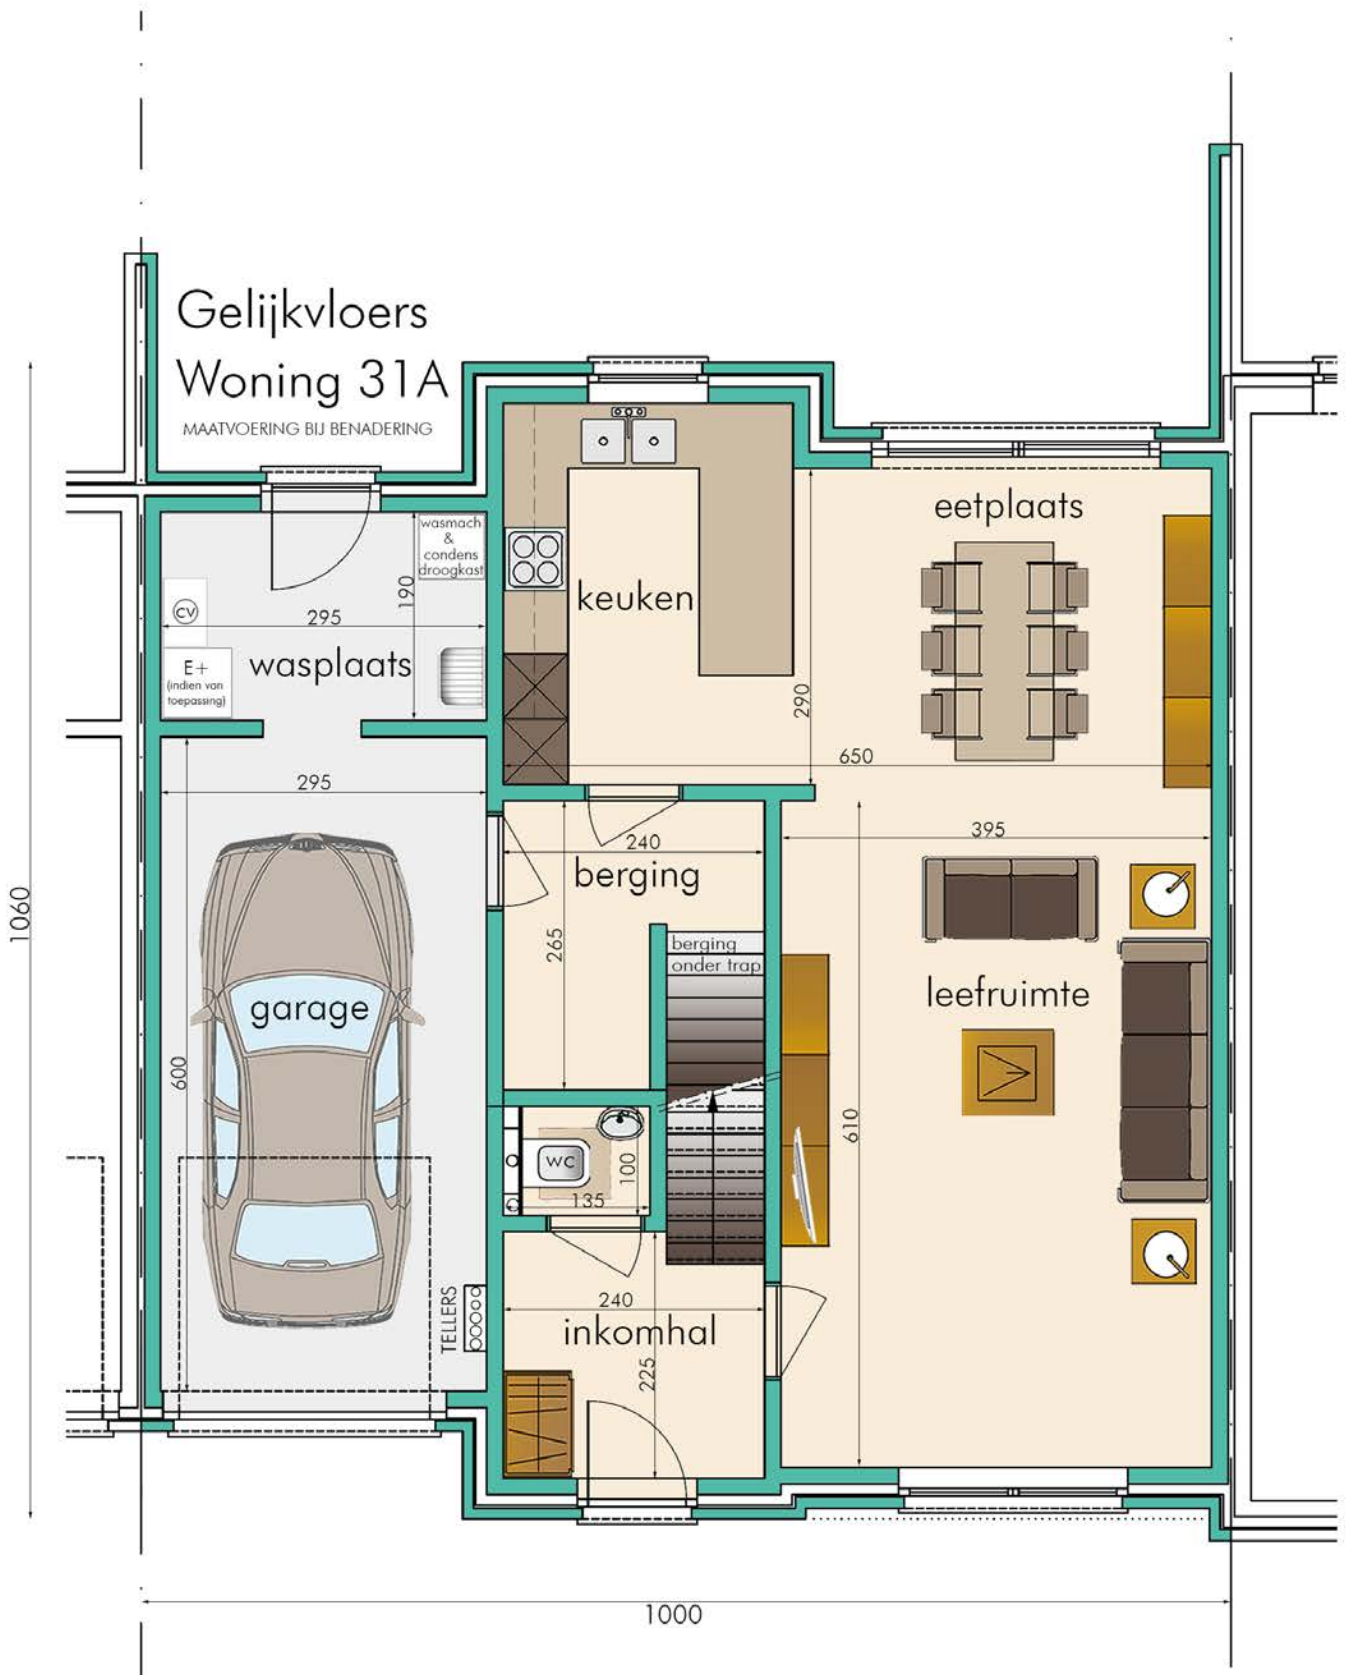 Gelijkvloers
Woning 31A
MAATVOERING BIJ BENADERING
wasmach
&
condens
droogkast
eetplaats
keuken
190
CV
295
wasplaats
E+
(indien van
toepassing)
290
650
295
395
240
berging
1060
265
berging
onder trap
leefruimte
garage
600
610
WC
100
135
TELLERS
240
inkomhal
225
1000